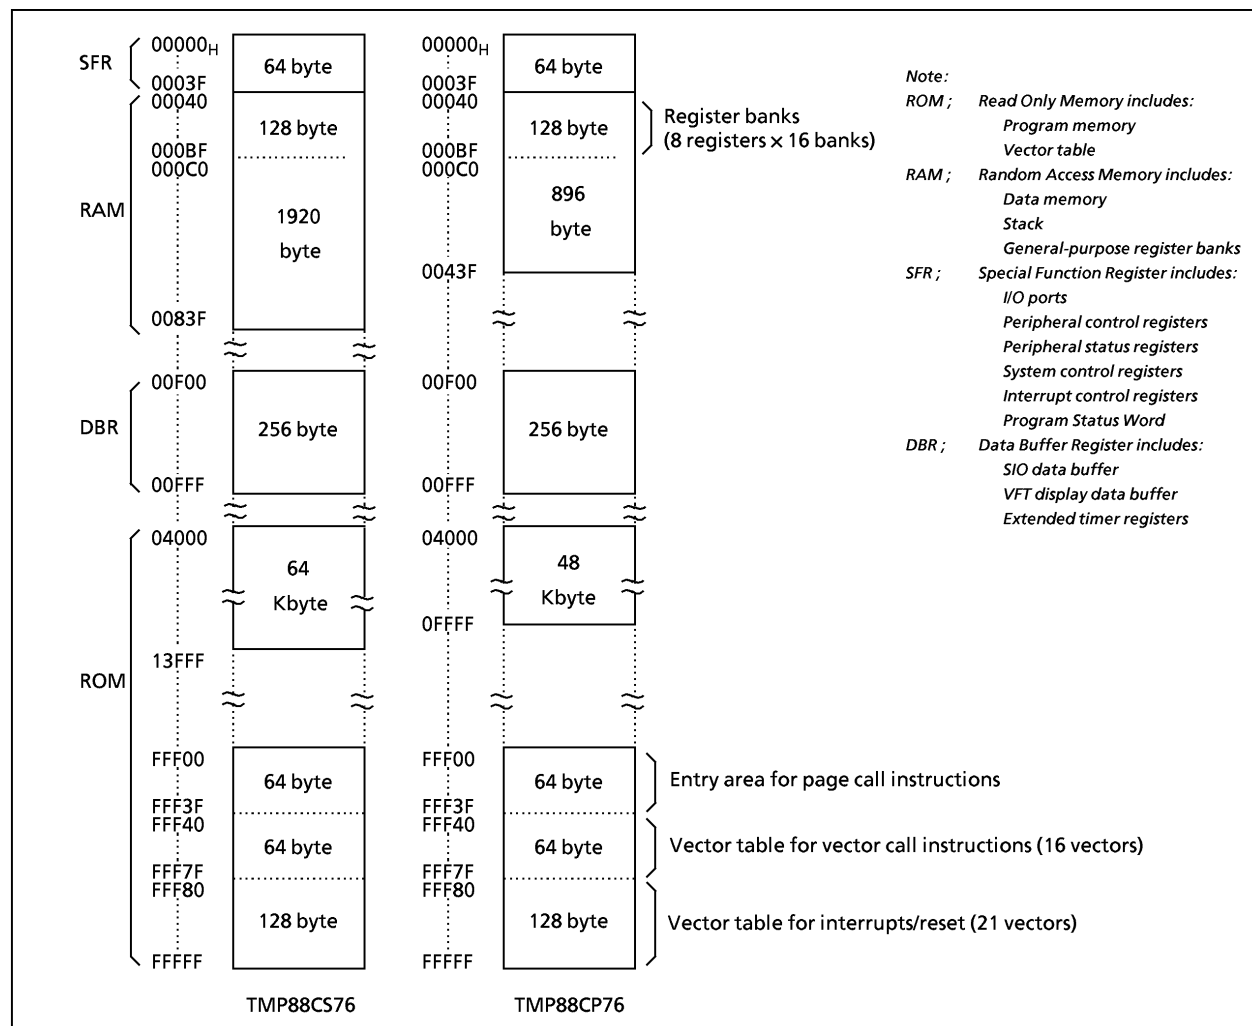 SFR
00000H
0003F
64 byte
RAM
00040
128 byte
000BF
000C0
1920
byte
0083F
DBR
00F00
256 byte
00FFF
ROM
04000
64
Kbyte
13FFF
FFF00
64 byte
FFF3F
FFF40
64 byte
FFF7F
FFF80
128 byte
FFFFF
TMP88CS76
00000H
64 byte
0003F
00040
128 byte
000BF
000C0
896
byte
0043F
00F00
256 byte
00FFF
04000
48
Kbyte
0FFFF
FFF00
64 byte
FFF3F
FFF40
64 byte
FFF7F
FFF80
128 byte
FFFFF
TMP88CP76
Register banks
(8 registers × 16 banks)
Entry area for page call instructions
Vector table for vector call instructions (16 vectors)
Vector table for interrupts/reset (21 vectors)
Note:
ROM ; Read Only Memory includes:
Program memory
Vector table
RAM ; Random Access Memory includes:
Data memory
Stack
General-purpose register banks
SFR ; Special Function Register includes:
I/O ports
Peripheral control registers
Peripheral status registers
System control registers
Interrupt control registers
Program Status Word
DBR ; Data Buffer Register includes:
SIO data buffer
VFT display data buffer
Extended timer registers